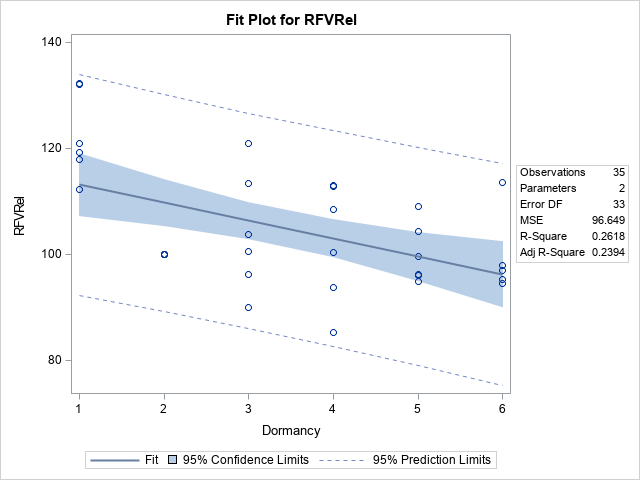 Fit Plot for RFVRel
140
120
100
80
RFVRel
1 2 3 4 5 6
Dormancy
Observations 35
Parameters 2
Error DF 33
MSE 96.649
R-Square 0.2618
Adj R-Square 0.2394
Fit 95% Confidence Limits 95% Prediction Limits